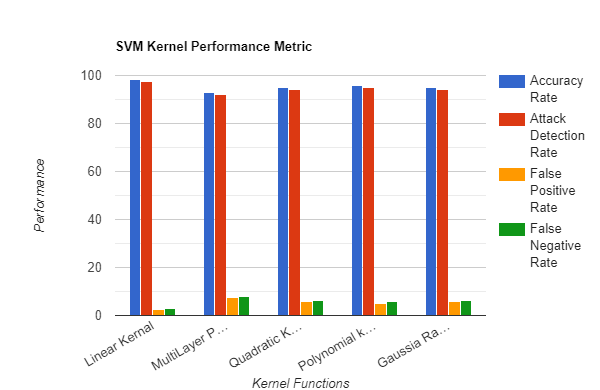 SVM Kernel Performance Metric
100
80
60
40
20
0
Performance
Linear Kernal
MultiLayer P...
Quadratic K...
Polynomial k...
Gaussia Ra...
Kernel Functions
Accuracy
Rate
Attack
Detection
Rate
False
Positive
Rate
False
Negative
Rate